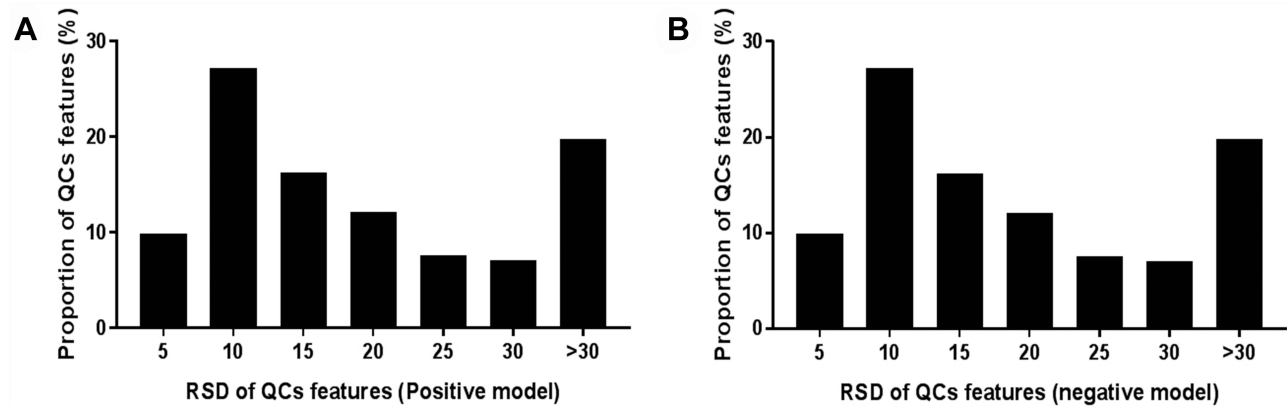 A
Proportion of QCs features (%)
30
20
10
0
5 10 15 20 25 30 >30
RSD of QCs features (Positive model)
B
Proportion of QCs features (%)
30
20
10
0
5 10 15 20 25 30 >30
RSD of QCs features (negative model)